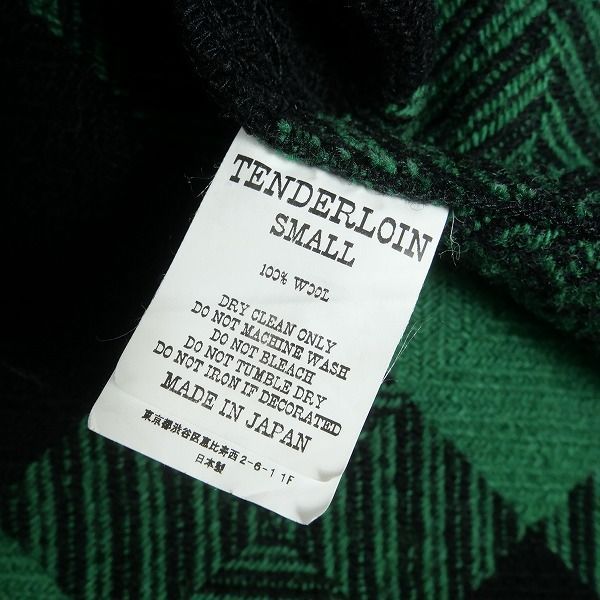 TENDERLOIN
SMALL
100% WOOL
DRY CLEAN ONLY
DO NOT MACHINE WASH
DO NOT BLEACH
DO NOT TUMBLE DRY
DO NOT IRON IF DECORATED
MADE IN JAPAN
東京都渋谷区恵比寿西2-6-11F
日本製